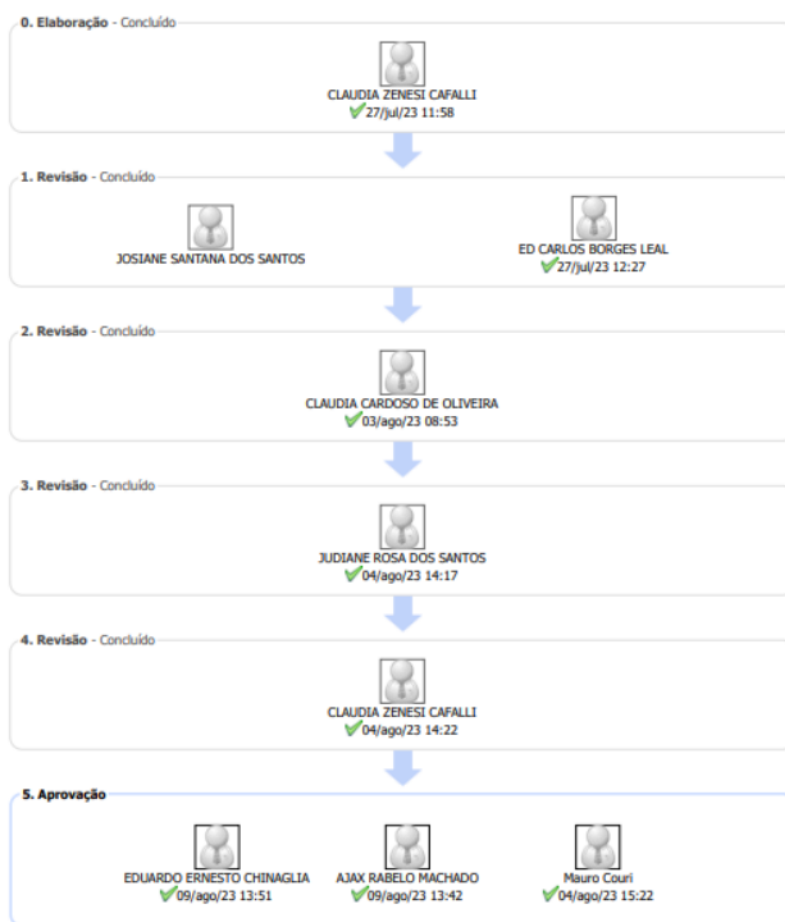 0. Elaboração - Concluído
CLAUDIA ZENESI CAFALLI
27/jul/23 11:58
1. Revisão - Concluído
JOSIANE SANTANA DOS SANTOS
ED CARLOS BORGES LEAL
27/jul/23 12:27
2. Revisão - Concluído
CLAUDIA CARDOSO DE OLIVEIRA
03/ago/23 08:53
3. Revisão - Concluído
JUDIANE ROSA DOS SANTOS
04/ago/23 14:17
4. Revisão - Concluído
CLAUDIA ZENESI CAFALLI
04/ago/23 14:22
5. Aprovação
EDUARDO ERNESTO CHINAGLIA
09/ago/23 13:51
AJAX RABELO MACHADO
09/ago/23 13:42
Mauro Couri
04/ago/23 15:22